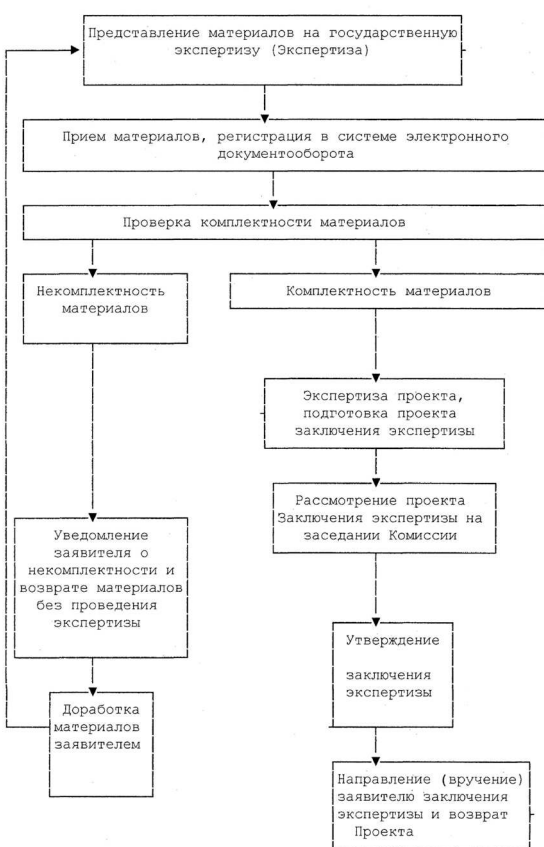 Представление материалов на государственную
экспертизу (Экспертиза)
Прием материалов, регистрация в системе электронного
документооборота
Проверка комплектности материалов
Некомплектность
материалов
Комплектность материалов
Экспертиза проекта,
подготовка проекта
заключения экспертизы
Рассмотрение проекта
Заключения экспертизы на
заседании Комиссии
Уведомление
заявителя о
некомплектности и
возврате материалов
без проведения
экспертизы
Утверждение
заключения
экспертизы
Доработка
материалов
заявителем
Направление (вручение)
заявителю заключения
экспертизы и возврат
Проекта